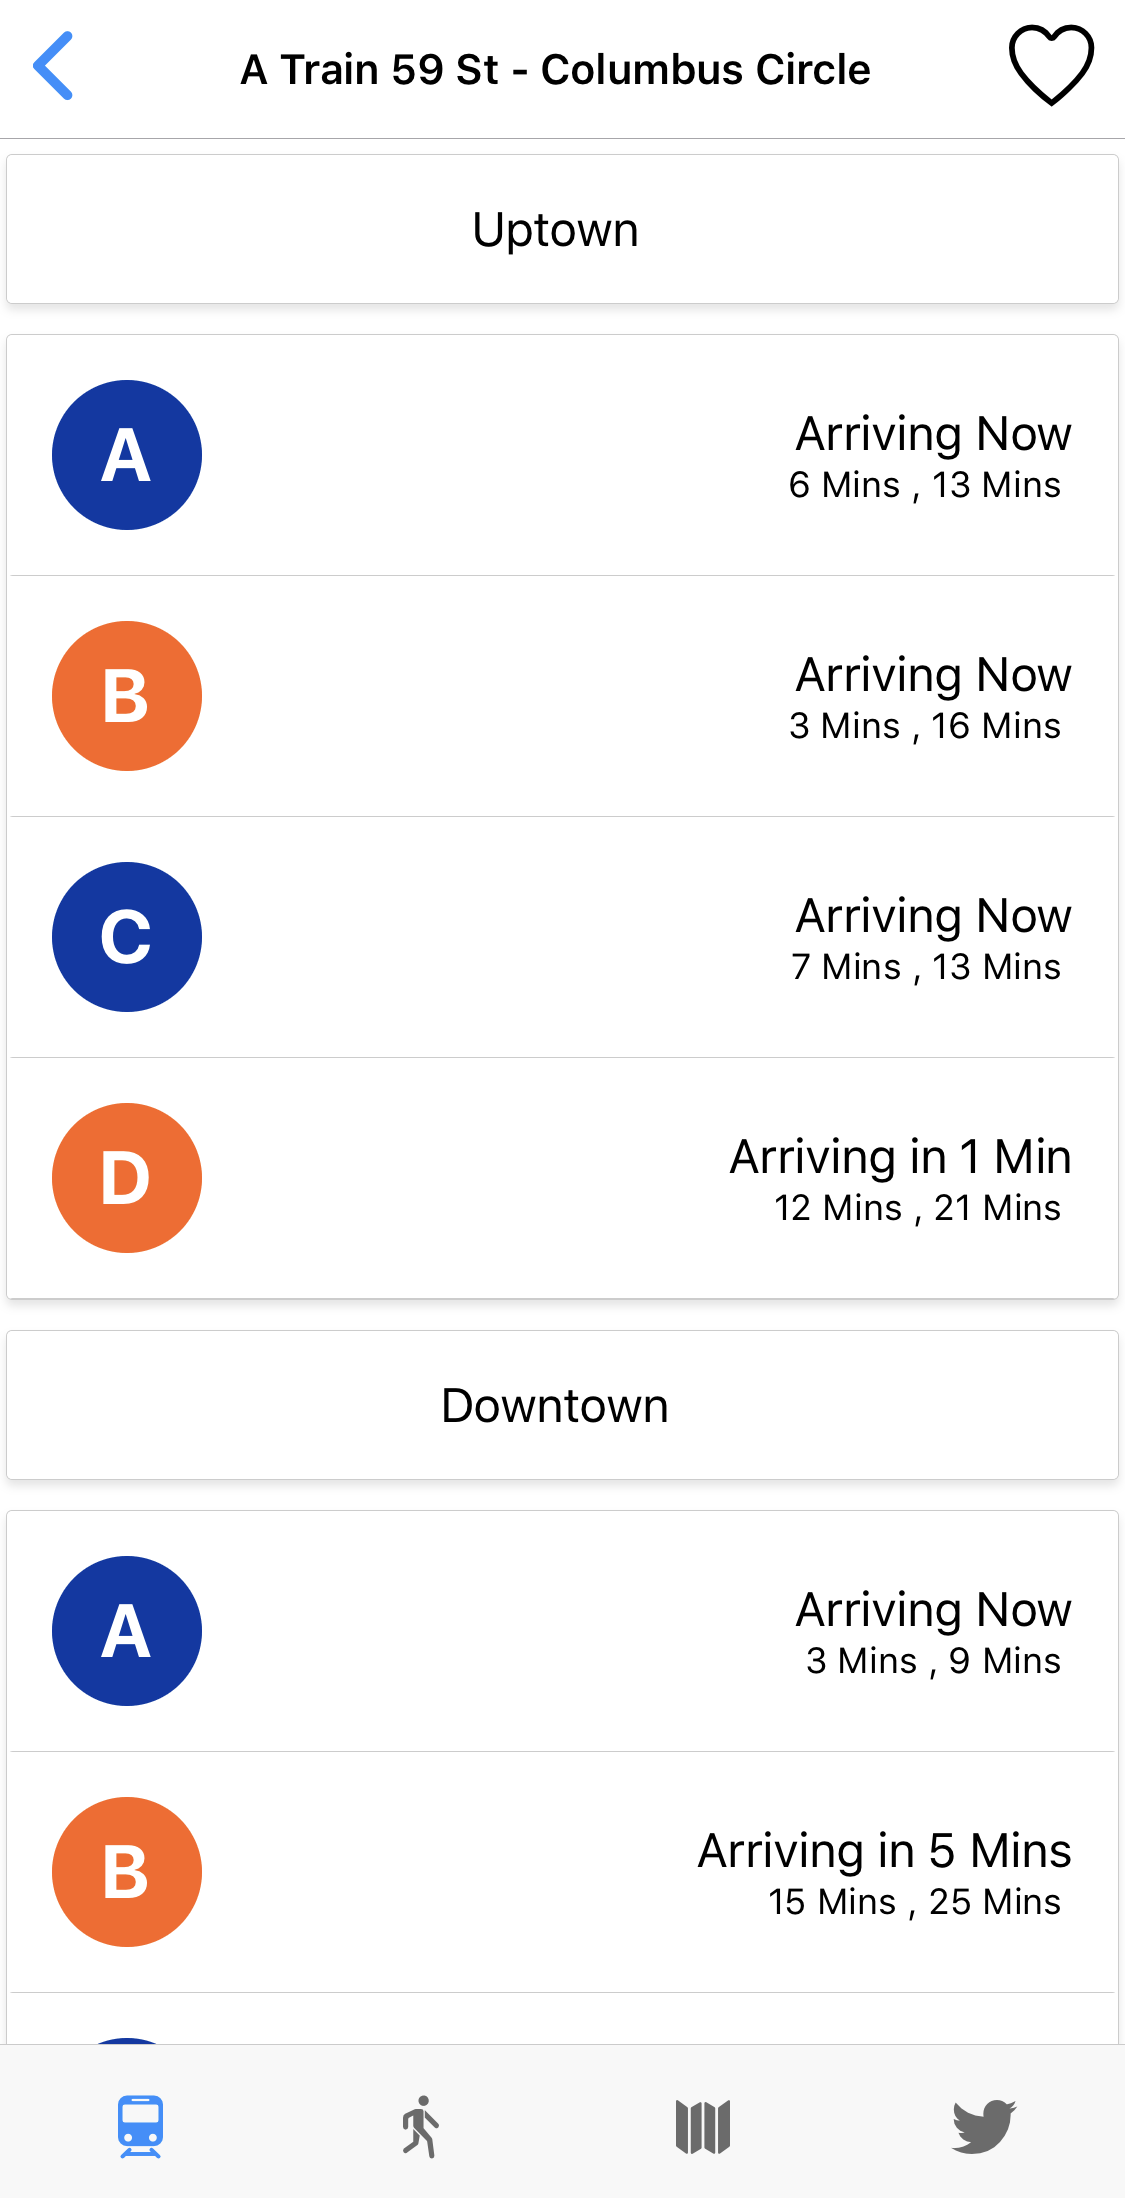 A Train 59 St - Columbus Circle
Uptown
A
Arriving Now
6 Mins , 13 Mins
B
Arriving Now
3 Mins , 16 Mins
C
Arriving Now
7 Mins , 13 Mins
D
Arriving in 1 Min
12 Mins , 21 Mins
Downtown
A
Arriving Now
3 Mins , 9 Mins
B
Arriving in 5 Mins
15 Mins , 25 Mins